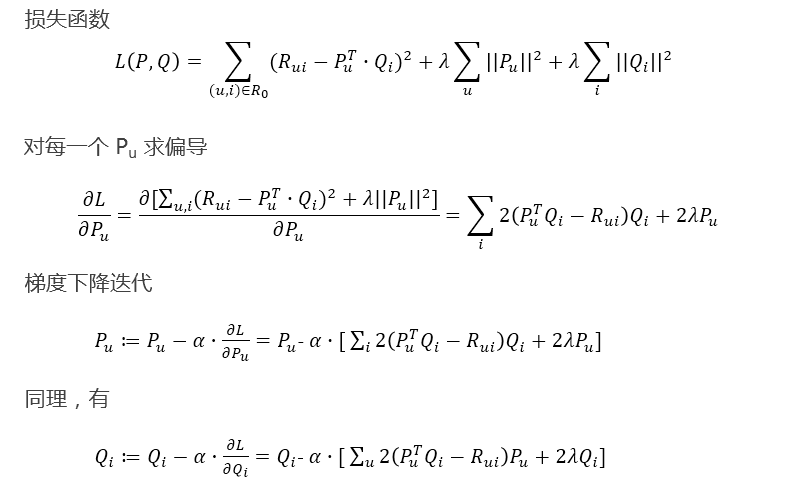 损失函数
L(P, Q) = ∑_{(u,i)∈R₀} (R_{ui} − P_u^T · Q_i)² + λ ∑_u ||P_u||² + λ ∑_i ||Q_i||²
对每一个 P_u 求偏导
∂L/∂P_u = ∂[∑_{u,i}(R_{ui} − P_u^T · Q_i)² + λ||P_u||²]/∂P_u = ∑_i 2(P_u^T Q_i − R_{ui})Q_i + 2λP_u
梯度下降迭代
P_u ≔ P_u − α · ∂L/∂P_u = P_u- α · [ ∑_i 2(P_u^T Q_i − R_{ui})Q_i + 2λP_u]
同理，有
Q_i ≔ Q_i − α · ∂L/∂Q_i = Q_i- α · [ ∑_u 2(P_u^T Q_i − R_{ui})P_u + 2λQ_i]